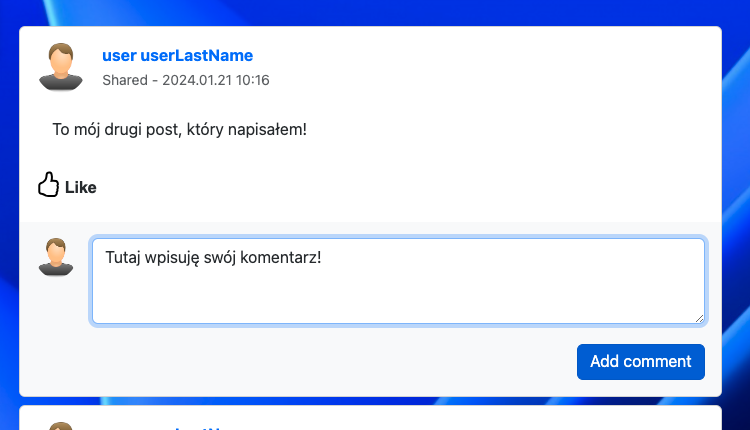 user userLastName
Shared - 2024.01.21 10:16
To mój drugi post, który napisałem!
Like
Tutaj wpisuję swój komentarz!
Add comment